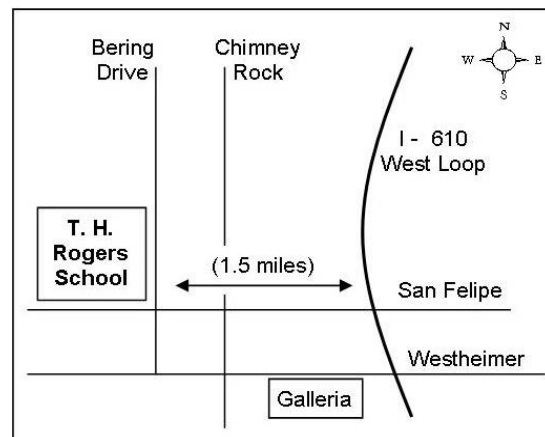 Bering
Drive
Chimney
Rock
N
W
E
S
I - 610
West Loop
T. H.
Rogers
School
(1.5 miles)
San Felipe
Westheimer
Galleria